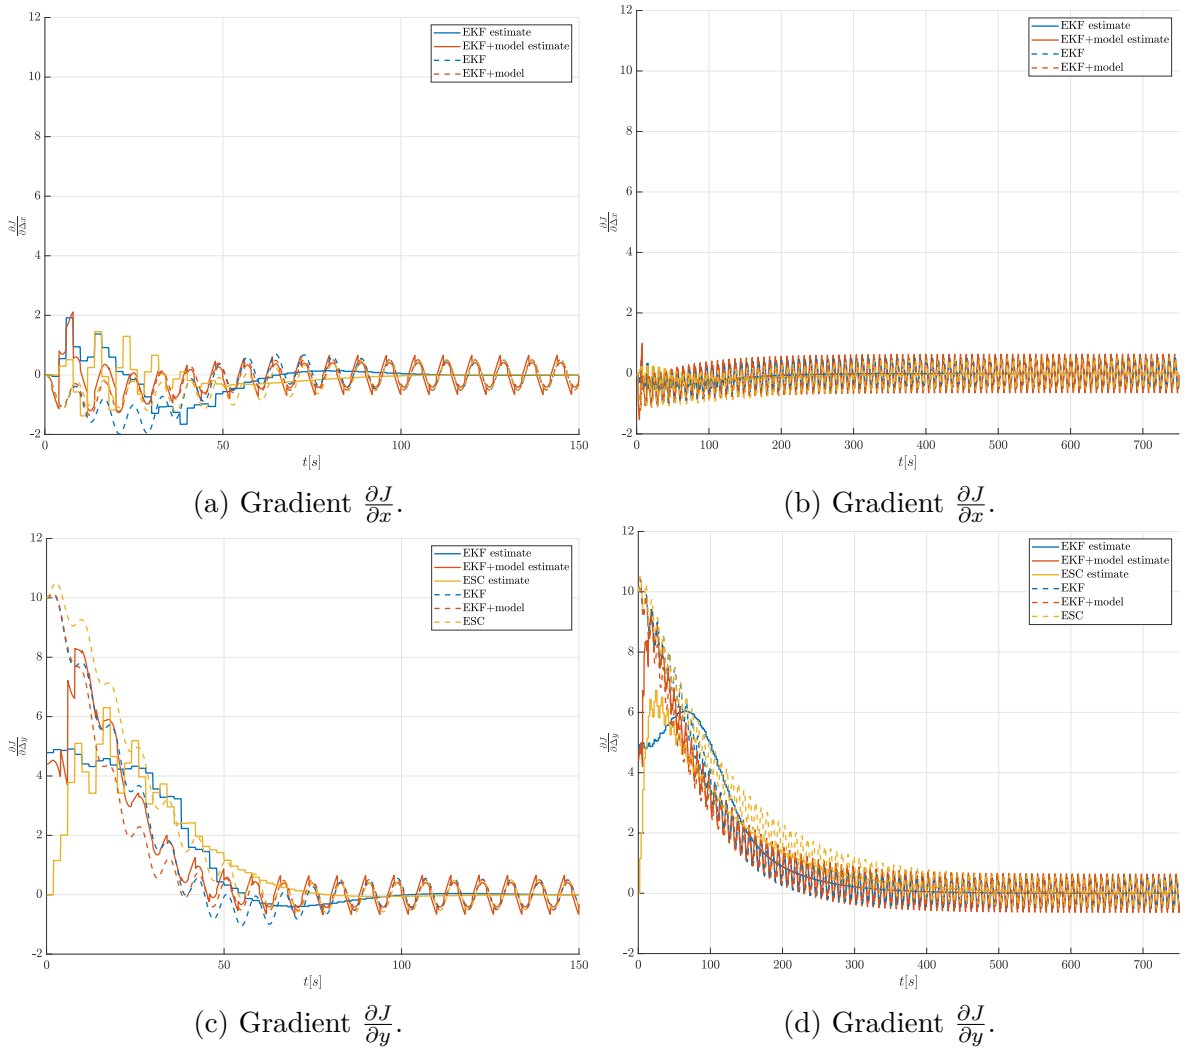 12
10
8
6
4
2
0
-2
0 50 100 150
∂J/∂Δx
t[s]
EKF estimate
EKF+model estimate
EKF
EKF+model
(a) Gradient ∂J/∂x.
12
10
8
6
4
2
0
-2
0 100 200 300 400 500 600 700
∂J/∂Δx
t[s]
EKF estimate
EKF+model estimate
EKF
EKF+model
(b) Gradient ∂J/∂x.
12
10
8
6
4
2
0
-2
0 50 100 150
∂J/∂Δy
t[s]
EKF estimate
EKF+model estimate
ESC estimate
EKF
EKF+model
ESC
(c) Gradient ∂J/∂y.
12
10
8
6
4
2
0
-2
0 100 200 300 400 500 600 700
∂J/∂Δy
t[s]
EKF estimate
EKF+model estimate
ESC estimate
EKF
EKF+model
ESC
(d) Gradient ∂J/∂y.